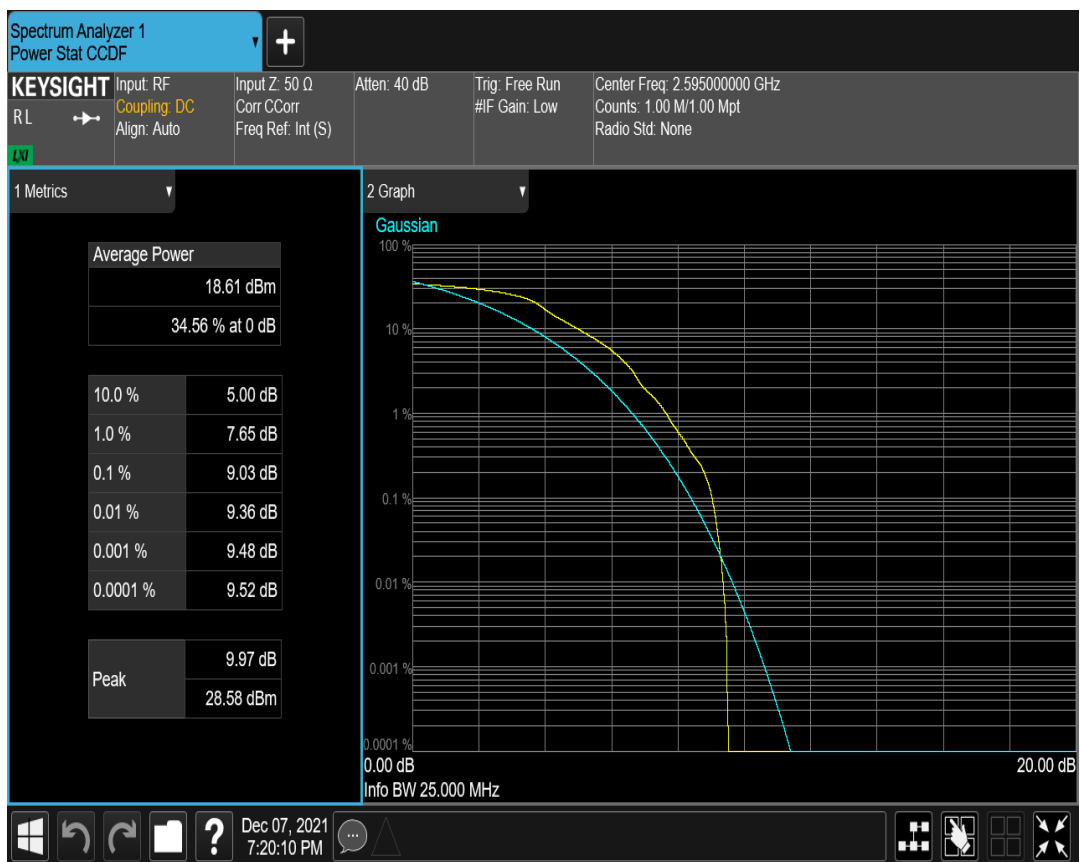 Spectrum Analyzer 1
Power Stat CCDF
+
KEYSIGHT
RL
LXI
Input: RF
Coupling: DC
Align: Auto
Input Z: 50 Ω
Corr CCorr
Freq Ref: Int (S)
Atten: 40 dB
Trig: Free Run
#IF Gain: Low
Center Freq: 2.595000000 GHz
Counts: 1.00 M/1.00 Mpt
Radio Std: None
1 Metrics
Average Power
18.61 dBm
34.56 % at 0 dB
10.0 % 5.00 dB
1.0 % 7.65 dB
0.1 % 9.03 dB
0.01 % 9.36 dB
0.001 % 9.48 dB
0.0001 % 9.52 dB
Peak
9.97 dB
28.58 dBm
2 Graph
Gaussian
100 %
10 %
1 %
0.1 %
0.01 %
0.001 %
0.0001 %
0.00 dB 20.00 dB
Info BW 25.000 MHz
?
Dec 07, 2021
7:20:10 PM